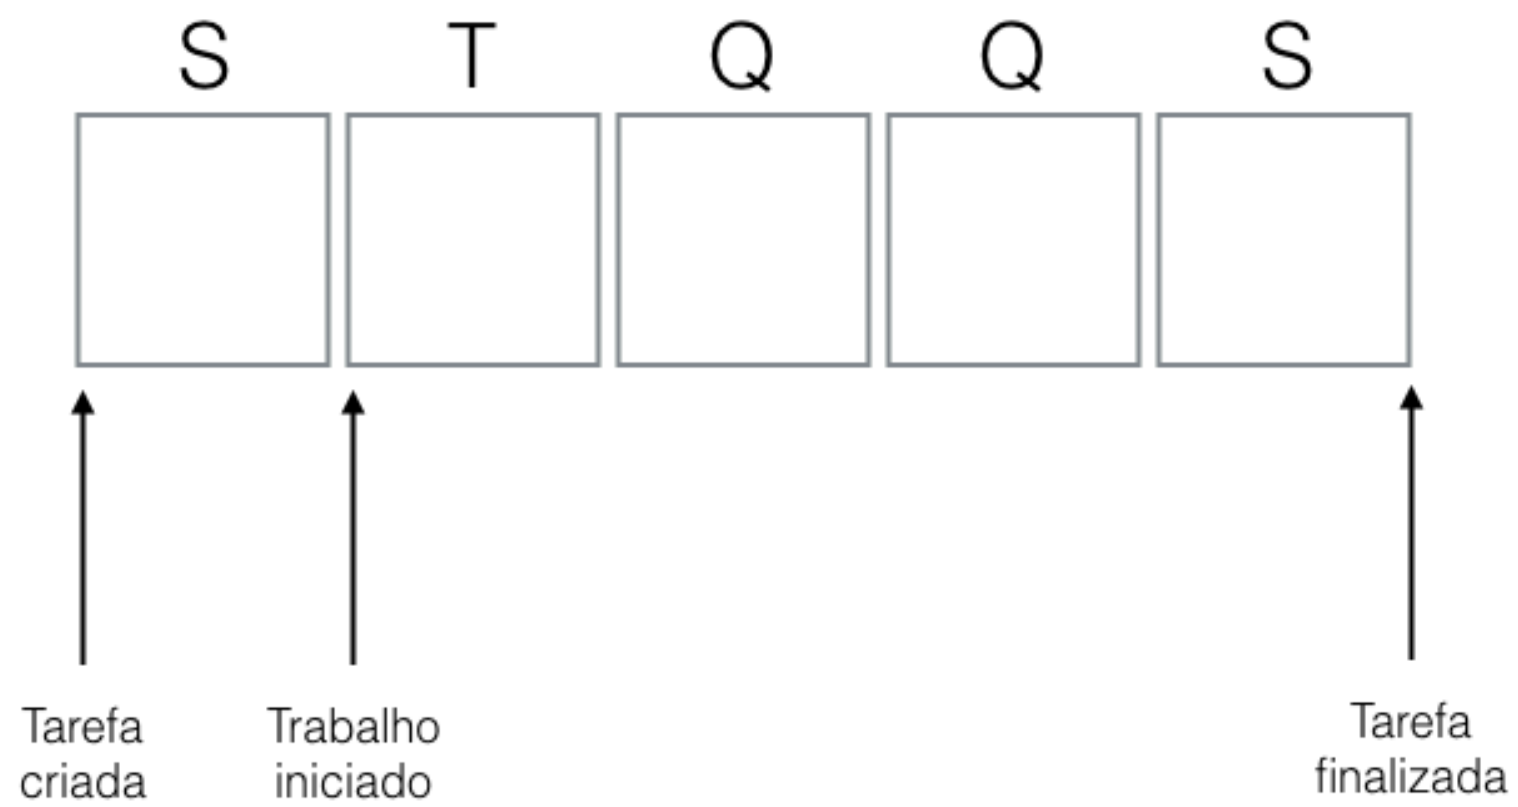 S T Q Q S
Tarefa
criada
Trabalho
iniciado
Tarefa
finalizada